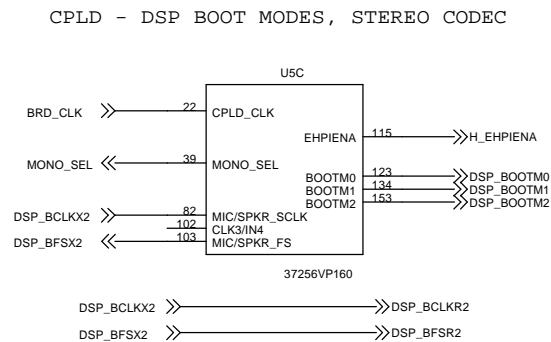 CPLD - DSP BOOT MODES, STEREO CODEC
U5C
BRD_CLK 22 CPLD_CLK
EHPIENA 115 H_EHPIENA
MONO_SEL 39 MONO_SEL
BOOTM0 123 DSP_BOOTM0
BOOTM1 134 DSP_BOOTM1
BOOTM2 153 DSP_BOOTM2
DSP_BCLKX2 82 MIC/SPKR_SCLK
102 CLK3/IN4
DSP_BFSX2 103 MIC/SPKR_FS
37256VP160
DSP_BCLKX2 DSP_BCLKR2
DSP_BFSX2 DSP_BFSR2